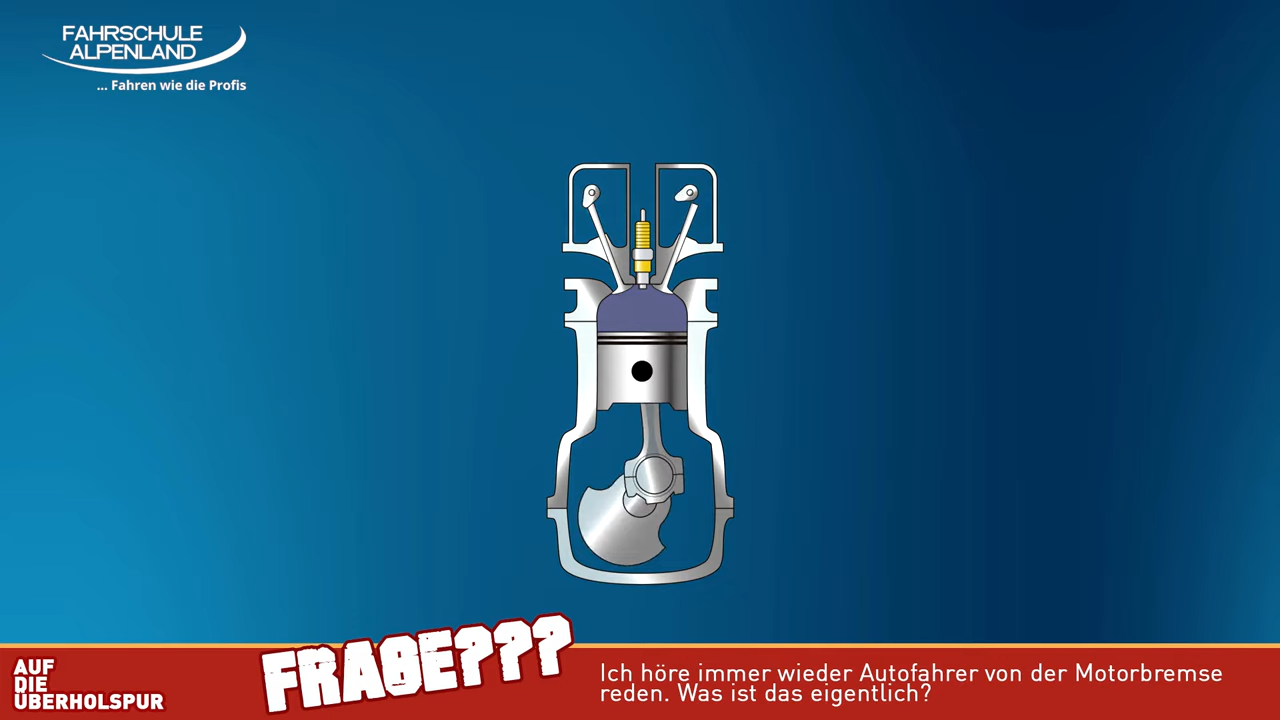 FAHRSCHULE
ALPENLAND
... Fahren wie die Profis
FRAGE???
Ich höre immer wieder Autofahrer von der Motorbremse
reden. Was ist das eigentlich?
AUF
DIE
ÜBERHOLSPUR